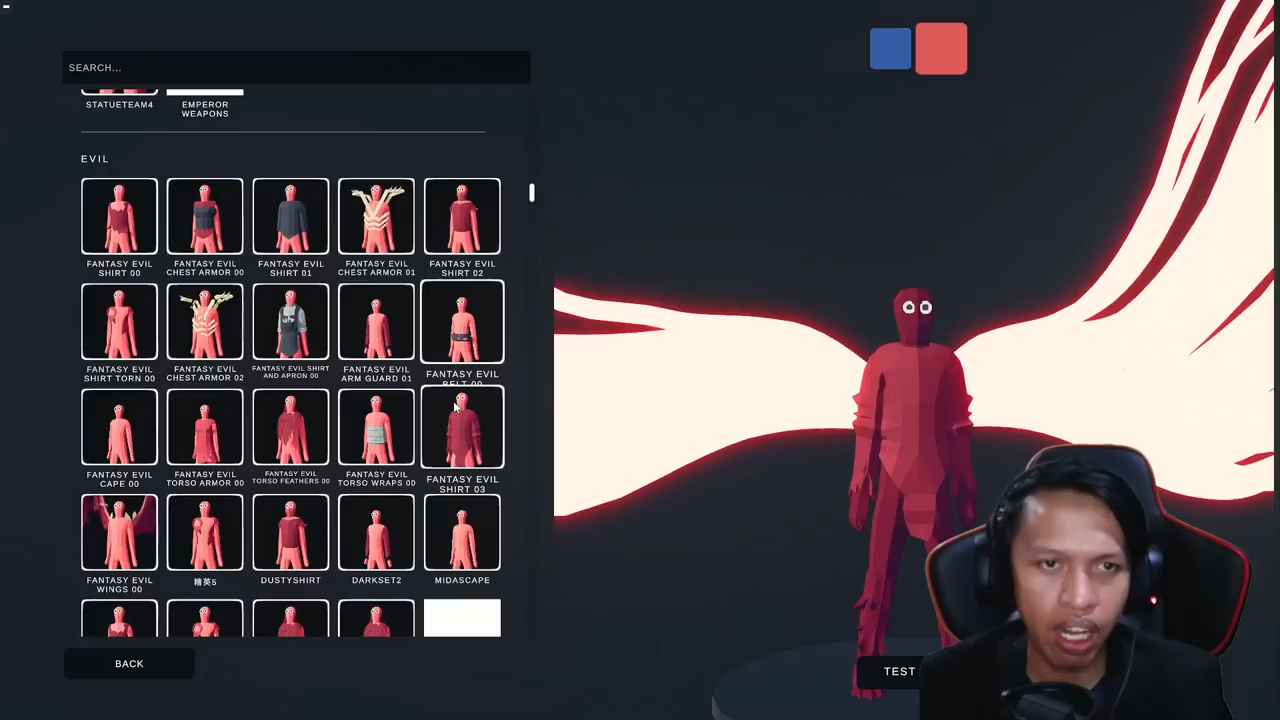 SEARCH...
STATUETEAM4
EMPEROR
WEAPONS
EVIL
FANTASY EVIL
SHIRT 00
FANTASY EVIL
CHEST ARMOR 00
FANTASY EVIL
SHIRT 01
FANTASY EVIL
CHEST ARMOR 01
FANTASY EVIL
SHIRT 02
FANTASY EVIL
SHIRT TORN 00
FANTASY EVIL
CHEST ARMOR 02
FANTASY EVIL SHIRT
AND APRON 00
FANTASY EVIL
ARM GUARD 01
FANTASY EVIL
BELT 00
FANTASY EVIL
CAPE 00
FANTASY EVIL
TORSO ARMOR 00
FANTASY EVIL
TORSO FEATHERS 00
FANTASY EVIL
TORSO WRAPS 00
FANTASY EVIL
SHIRT 03
FANTASY EVIL
WINGS 00
精英5
DUSTYSHIRT
DARKSET2
MIDASCAPE
BACK
TEST